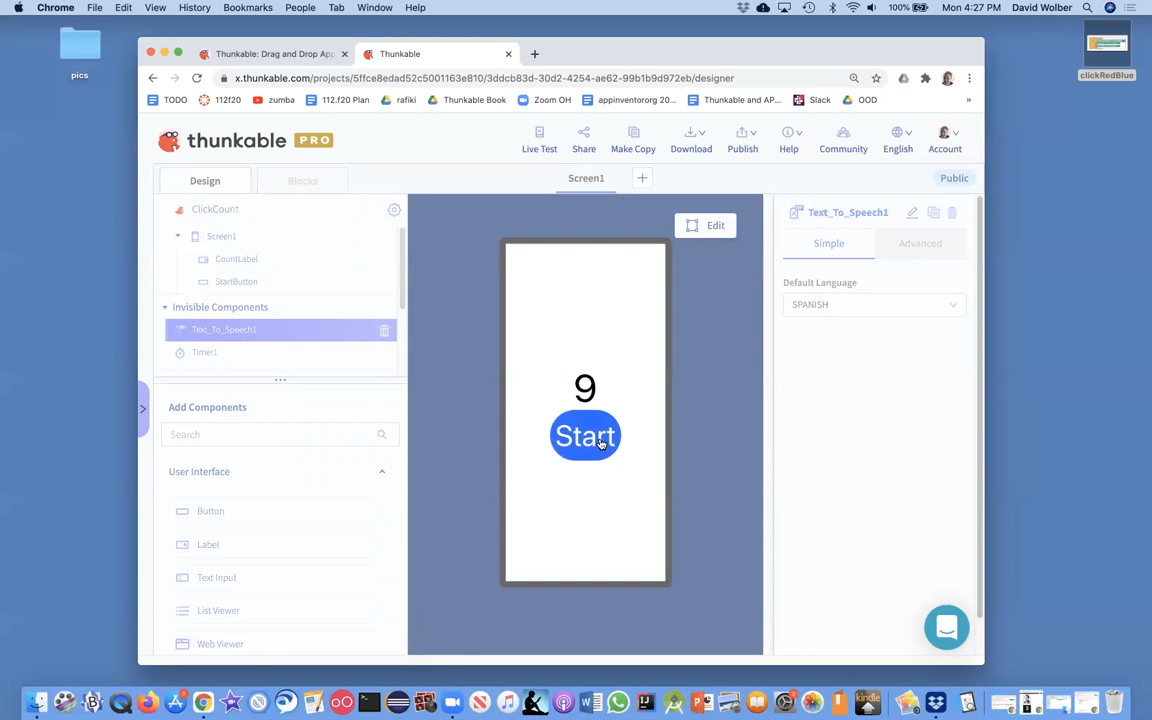 Chrome File Edit View History Bookmarks People Tab Window Help
100% Mon 4:27 PM David Wolber
pics
clickRedBlue
Thunkable: Drag and Drop App
Thunkable
x.thunkable.com/projects/5ffce8edad52c5001163e810/3ddcb83d-30d2-4254-ae62-99b1b9d972eb/designer
TODO 112f20 zumba 112.f20 Plan rafiki Thunkable Book Zoom OH appinventorg 20... Thunkable and AP... Slack OOD »
thunkable PRO
Live Test Share Make Copy Download Publish Help Community English Account
Design Blocks
Screen1
Public
ClickCount
Screen1
CountLabel
StartButton
Invisible Components
Text_To_Speech1
Timer1
Add Components
Search
User Interface
Button
Label
Text Input
List Viewer
Web Viewer
Edit
9
Start
Text_To_Speech1
Simple Advanced
Default Language
SPANISH